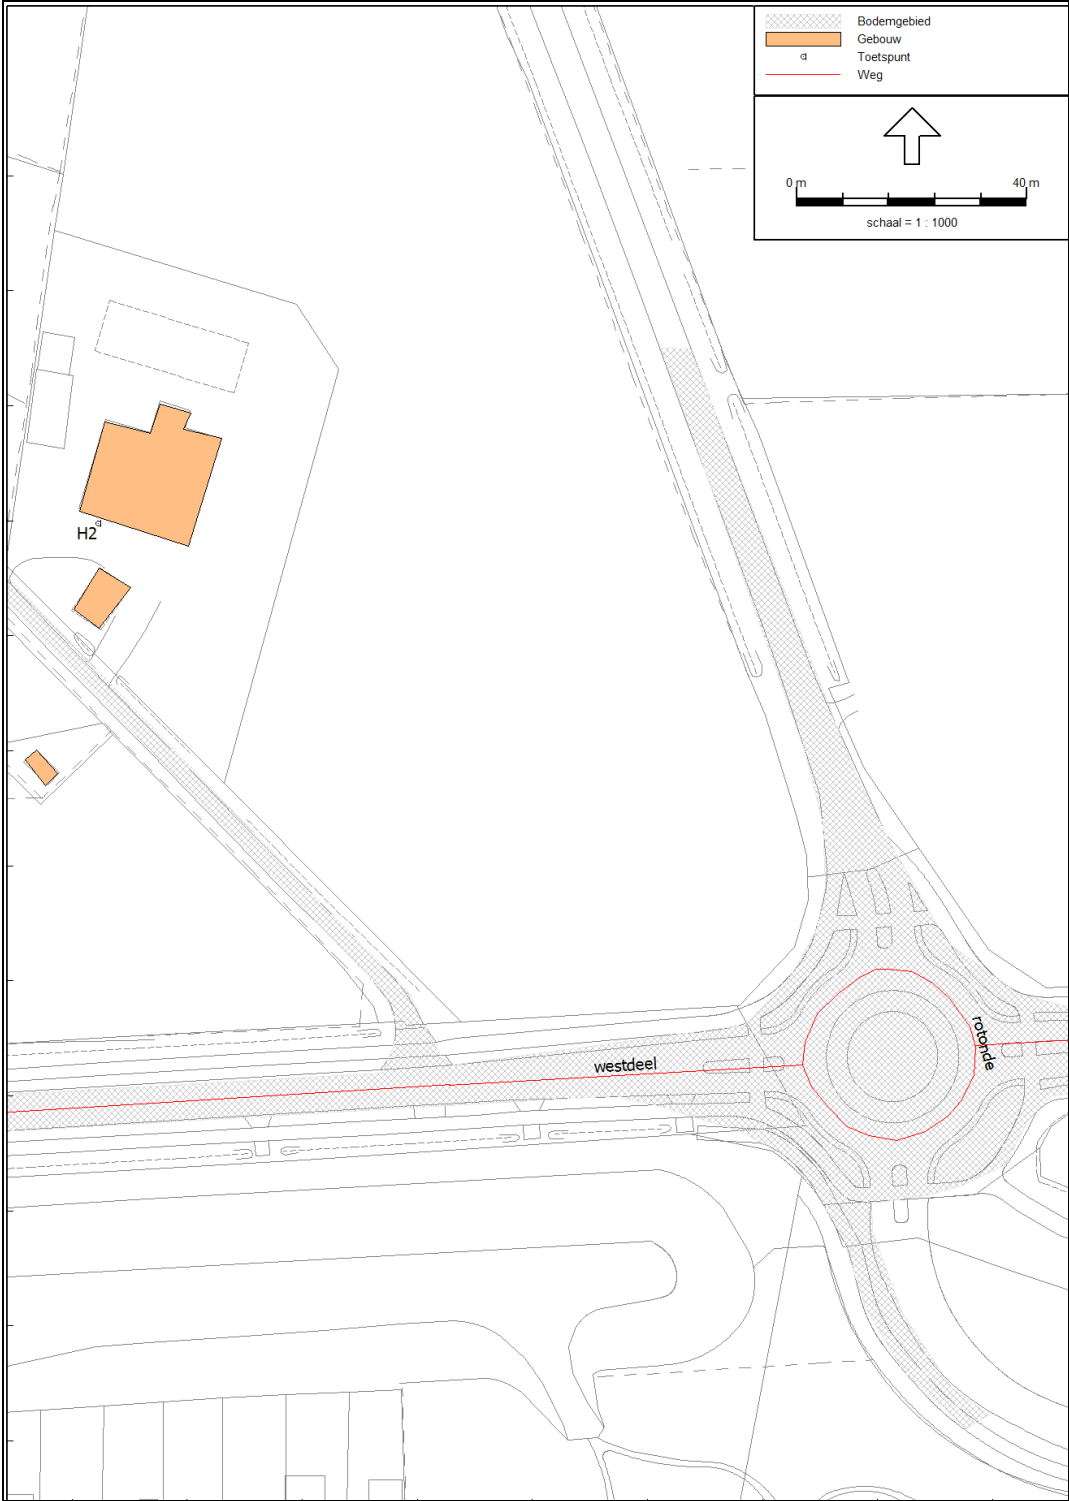 Bodemgebied
Gebouw
Toetspunt
Weg
0 m 40 m
schaal = 1 : 1000
H2
westdeel
rotonde